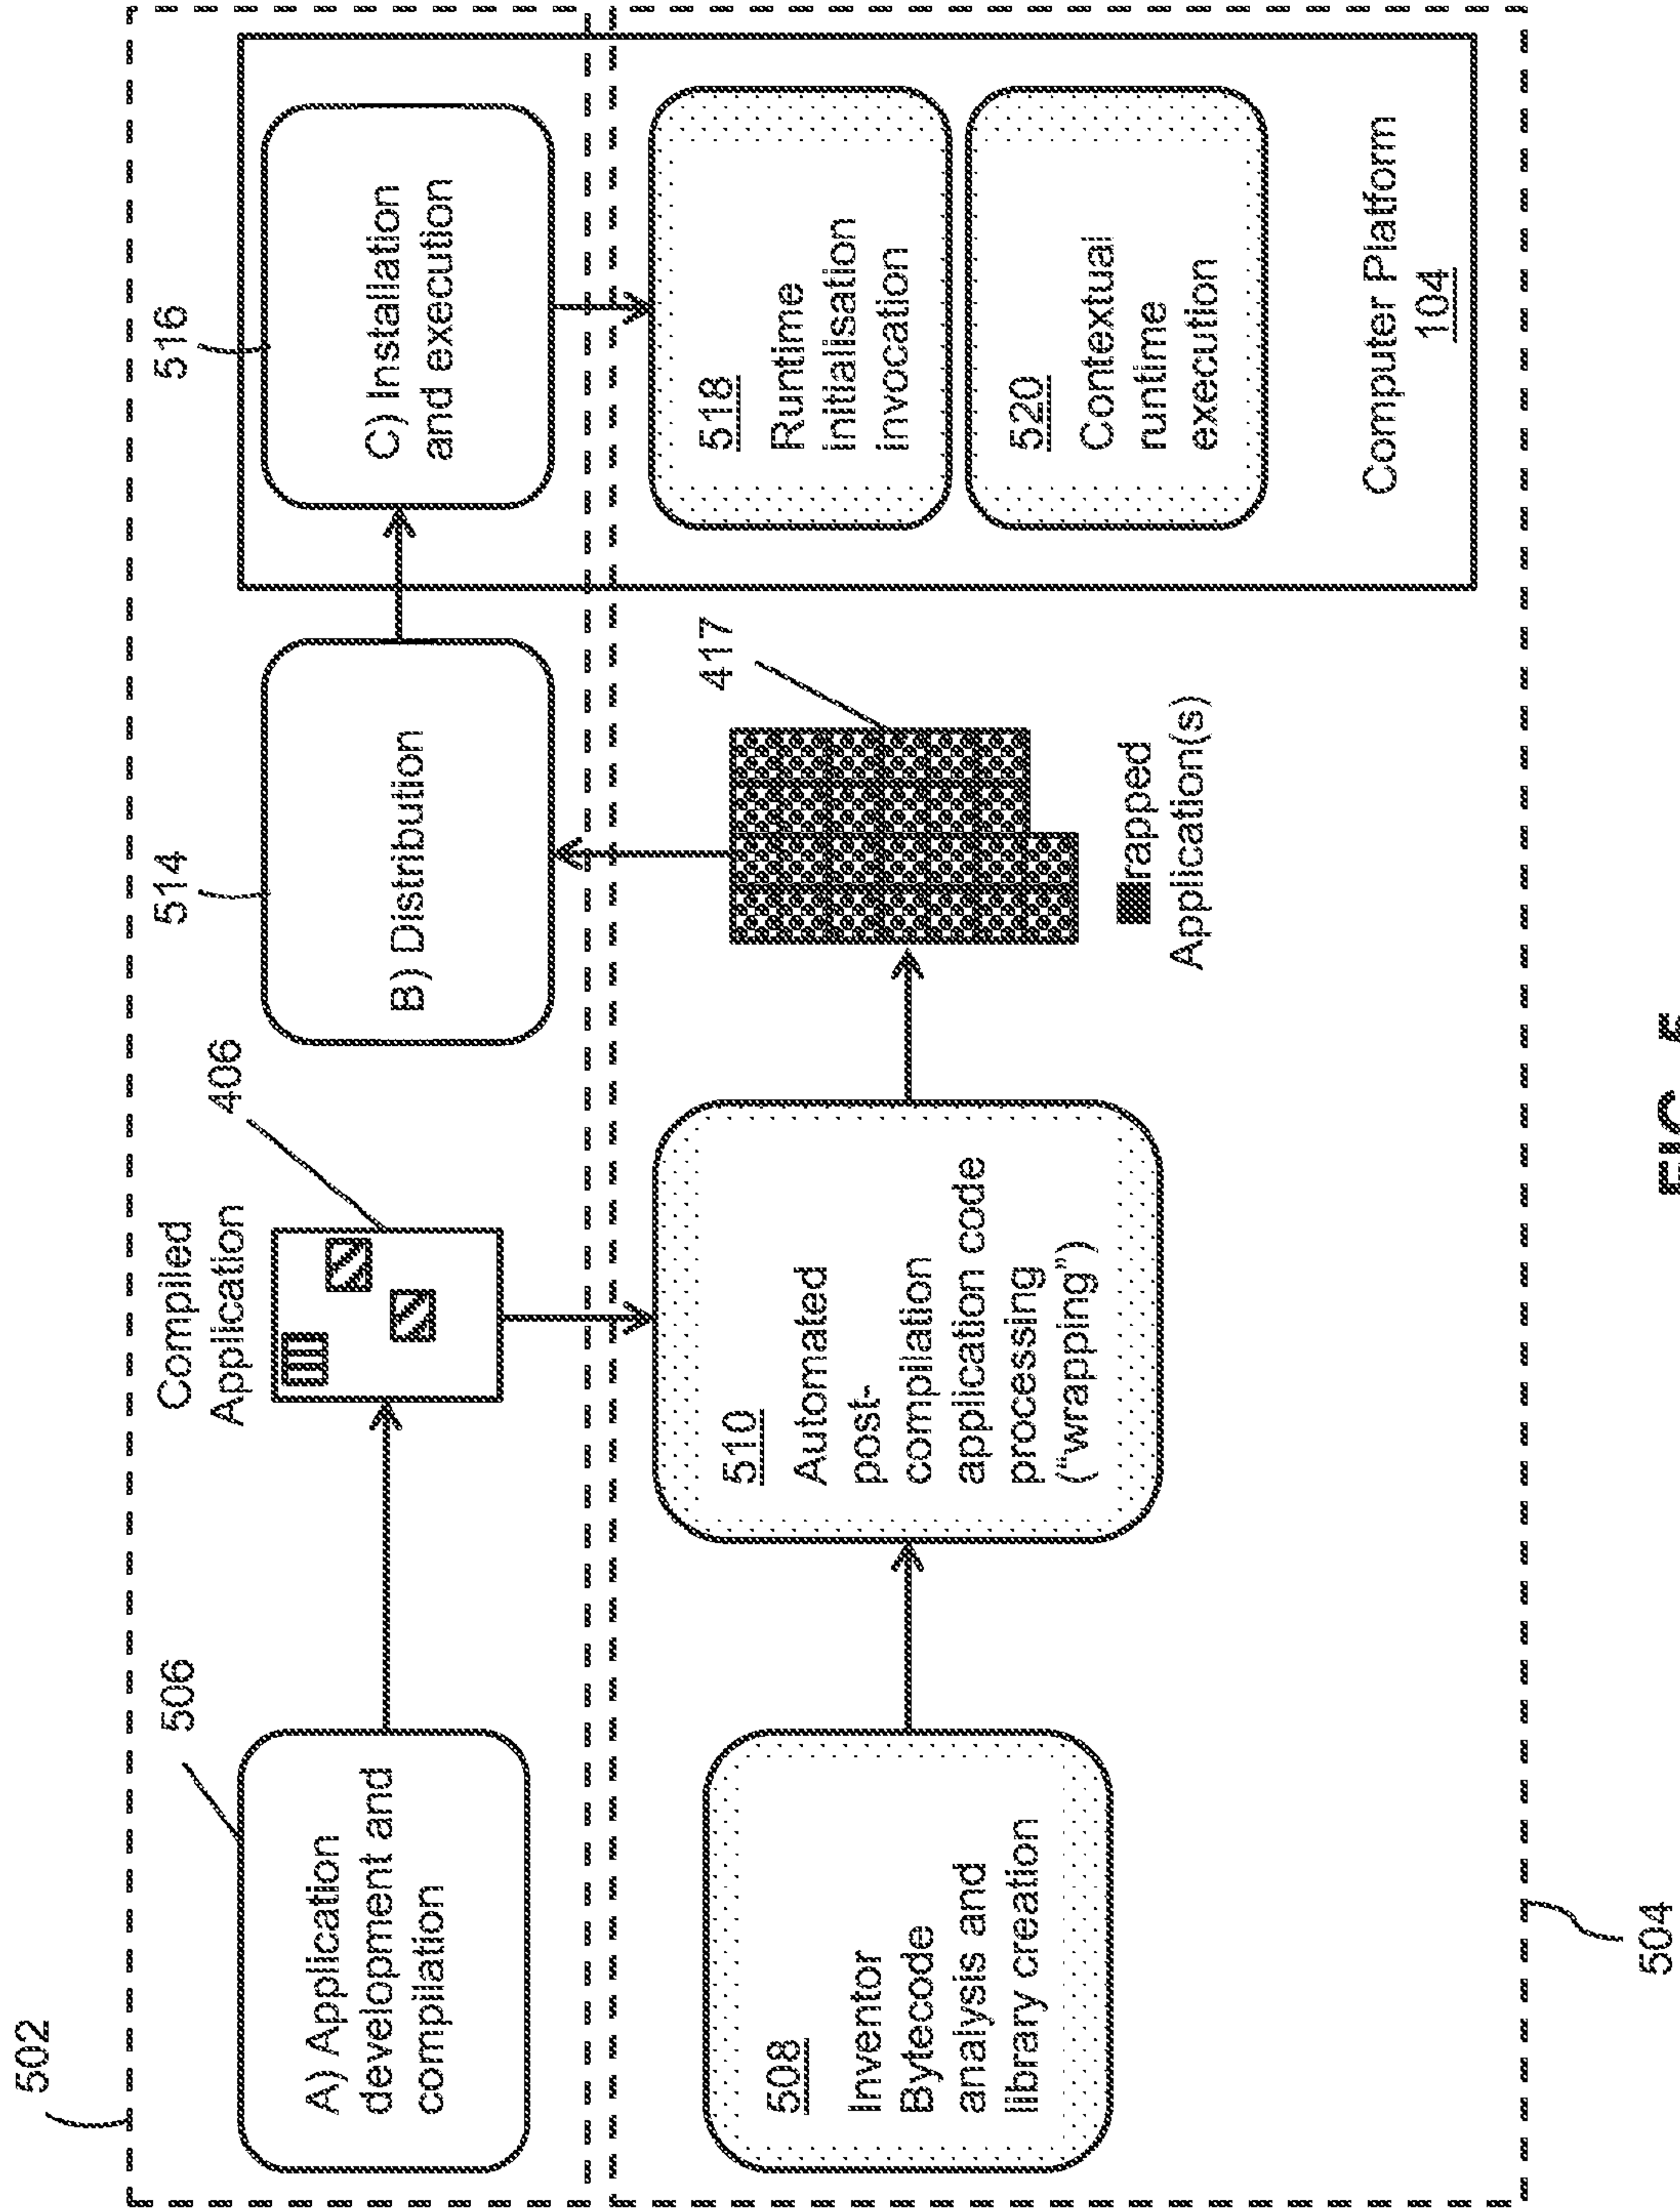 502
506
A) Application
development and
compilation
Compiled
Application
406
514
B) Distribution
516
C) Installation
and execution
508
Inventor
Bytecode
analysis and
library creation
510
Automated
post-
compilation
application code
processing
("wrapping")
417
rapped
Application(s)
518
Runtime
initialisation
invocation
520
Contextual
runtime
execution
Computer Platform
104
504